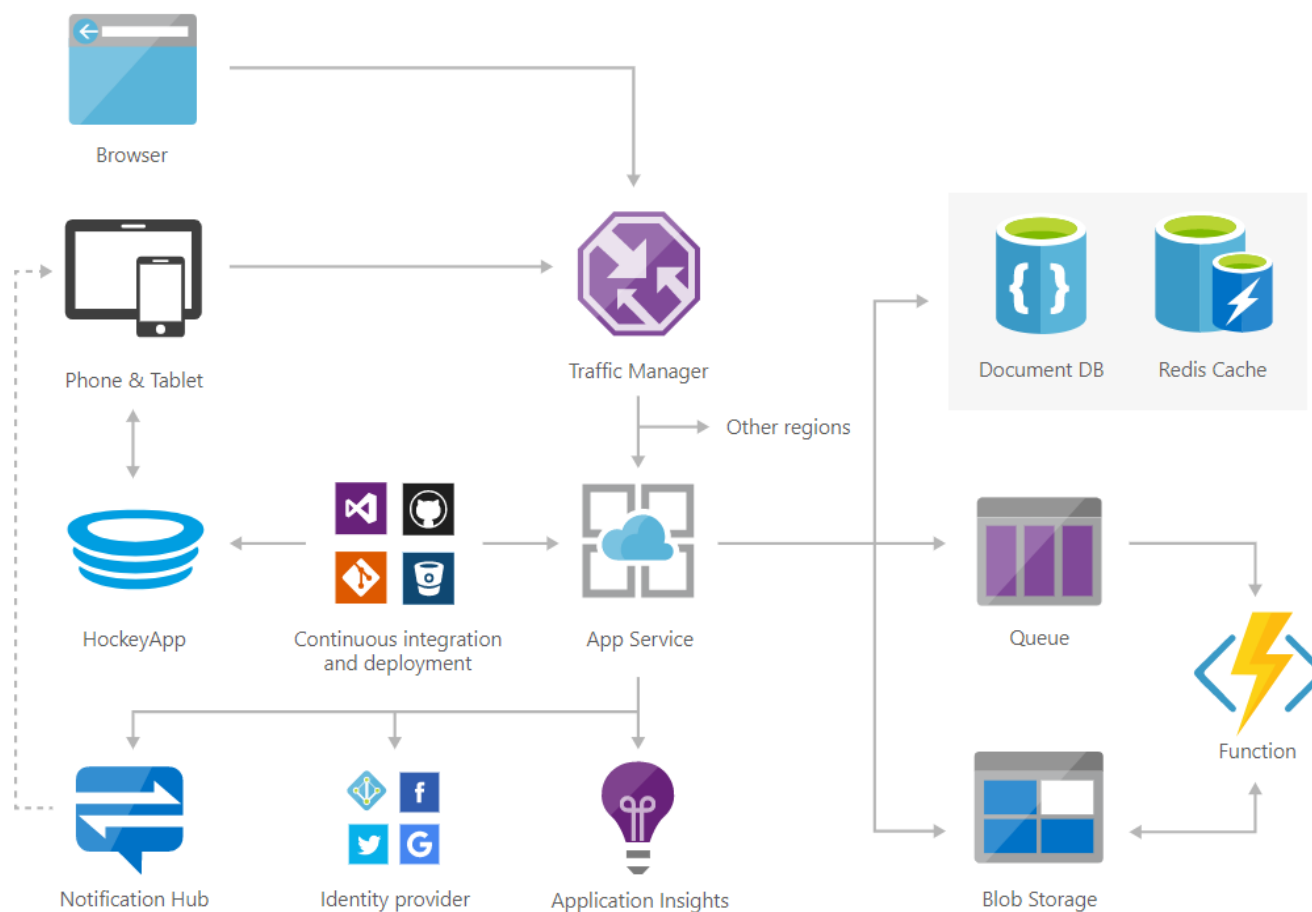 Browser
Phone & Tablet
Traffic Manager
Document DB
Redis Cache
Other regions
HockeyApp
Continuous integration
and deployment
App Service
Queue
Function
Notification Hub
Identity provider
Application Insights
Blob Storage